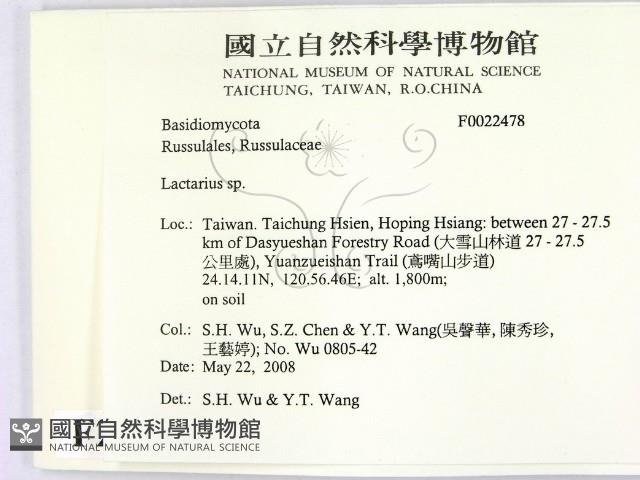 國立自然科學博物館
NATIONAL MUSEUM OF NATURAL SCIENCE
TAICHUNG, TAIWAN, R.O.CHINA
Basidiomycota F0022478
Russulales, Russulaceae
Lactarius sp.
Loc.: Taiwan. Taichung Hsien, Hoping Hsiang: between 27 - 27.5
km of Dasyueshan Forestry Road (大雪山林道 27 - 27.5
公里處), Yuanzueishan Trail (鳶嘴山步道)
24.14.11N, 120.56.46E; alt. 1,800m;
on soil
Col.: S.H. Wu, S.Z. Chen & Y.T. Wang(吳聲華, 陳秀珍,
王藝婷); No. Wu 0805-42
Date: May 22, 2008
Det.: S.H. Wu & Y.T. Wang
國立自然科學博物館
NATIONAL MUSEUM OF NATURAL SCIENCE